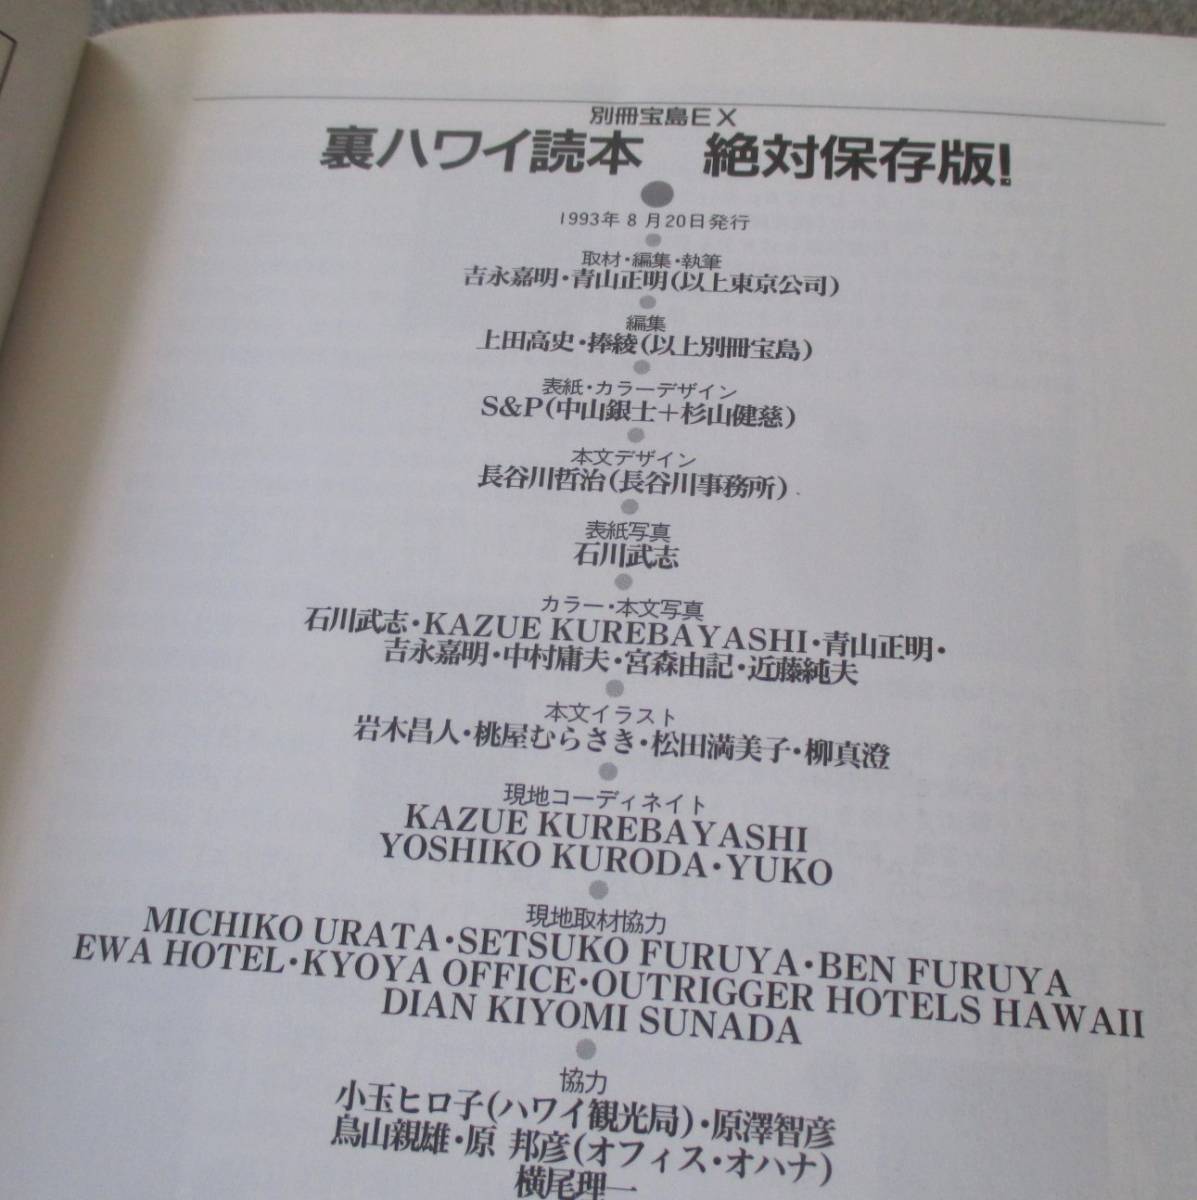 別冊宝島EX
裏ハワイ読本 絶対保存版!
1993年8月20日発行
取材・編集・執筆
吉永嘉明・青山正明(以上東京公司)
編集
上田高史・捧綾(以上別冊宝島)
表紙・カラーデザイン
S&P(中山銀士+杉山健慈)
本文デザイン
長谷川哲治(長谷川事務所)
表紙写真
石川武志
カラー・本文写真
石川武志・KAZUE KUREBAYASHI・青山正明・
吉永嘉明・中村庸夫・宮森由記・近藤純夫
本文イラスト
岩木昌人・桃屋むらさき・松田満美子・柳真澄
現地コーディネイト
KAZUE KUREBAYASHI
YOSHIKO KURODA・YUKO
現地取材協力
MICHIKO URATA・SETSUKO FURUYA・BEN FURUYA
EWA HOTEL・KYOYA OFFICE・OUTRIGGER HOTELS HAWAII
DIAN KIYOMI SUNADA
協力
小玉ヒロ子(ハワイ観光局)・原澤智彦
鳥山親雄・原 邦彦(オフィス・オハナ)
横尾理一